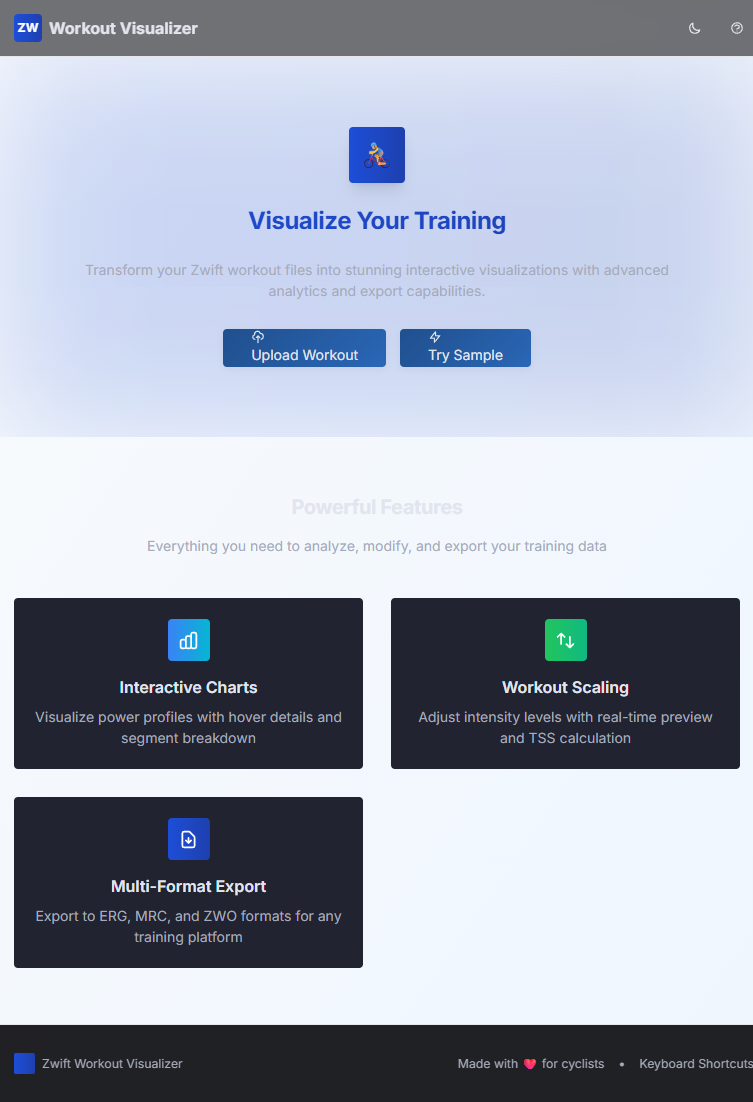 ZW Workout Visualizer
Visualize Your Training
Transform your Zwift workout files into stunning interactive visualizations with advanced
analytics and export capabilities.
Upload Workout
Try Sample
Powerful Features
Everything you need to analyze, modify, and export your training data
Interactive Charts
Visualize power profiles with hover details and
segment breakdown
Workout Scaling
Adjust intensity levels with real-time preview
and TSS calculation
Multi-Format Export
Export to ERG, MRC, and ZWO formats for any
training platform
Zwift Workout Visualizer
Made with ❤️ for cyclists • Keyboard Shortcuts